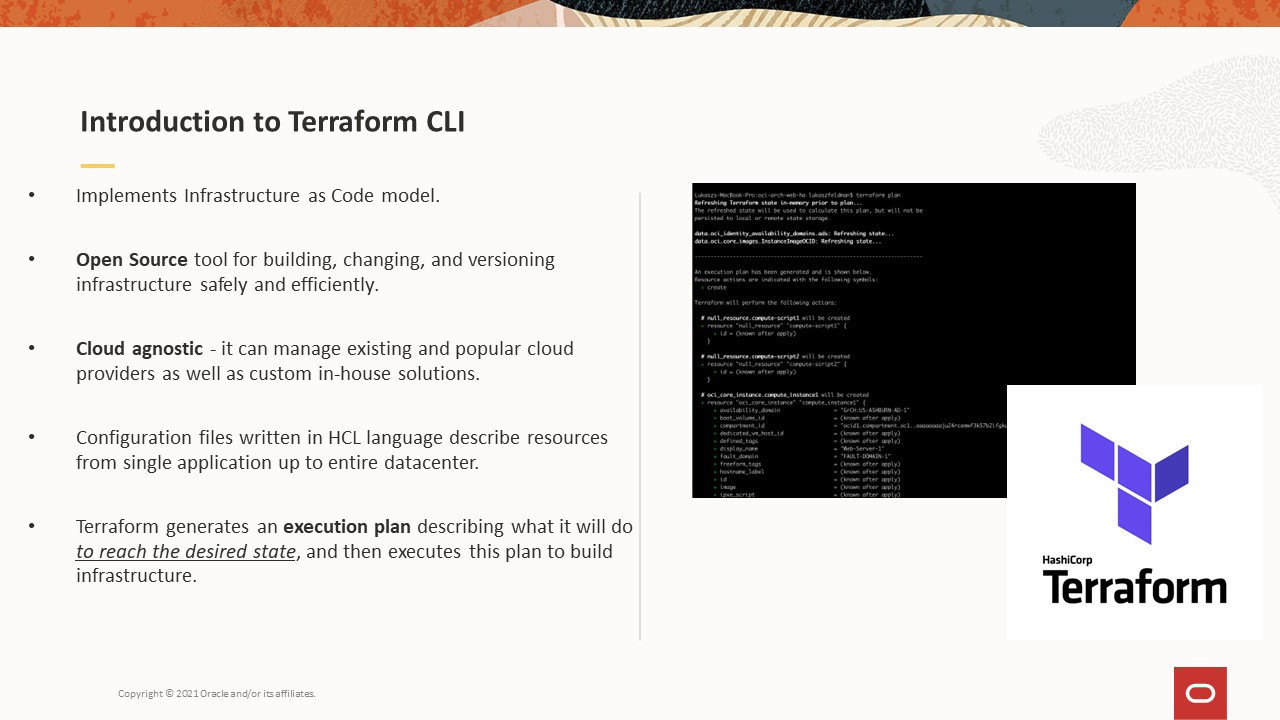 Introduction to Terraform CLI
• Implements Infrastructure as Code model.
• Open Source tool for building, changing, and versioning
infrastructure safely and efficiently.
• Cloud agnostic - it can manage existing and popular cloud
providers as well as custom in-house solutions.
• Configuration files written in HCL language describe resources
from single application up to entire datacenter.
• Terraform generates an execution plan describing what it will do
to reach the desired state, and then executes this plan to build
infrastructure.
Lukaszs-MacBook-Pro:oci-arch-web-ha lukaszfeldman$ terraform plan
Refreshing Terraform state in-memory prior to plan...
The refreshed state will be used to calculate this plan, but will not be
persisted to local or remote state storage.
data.oci_identity_availability_domains.ads: Refreshing state...
data.oci_core_images.InstanceImageOCID: Refreshing state...
------------------------------------------------------------------------
An execution plan has been generated and is shown below.
Resource actions are indicated with the following symbols:
+ create
Terraform will perform the following actions:
# null_resource.compute-script1 will be created
+ resource "null_resource" "compute-script1" {
+ id = (known after apply)
}
# null_resource.compute-script2 will be created
+ resource "null_resource" "compute-script2" {
+ id = (known after apply)
}
# oci_core_instance.compute_instance1 will be created
+ resource "oci_core_instance" "compute_instance1" {
+ availability_domain = "GrCH:US-ASHBURN-AD-1"
+ boot_volume_id = (known after apply)
+ compartment_id
+ dedicated_vm_host_id = (known after apply)
+ defined_tags = (known after apply)
+ display_name = "Web-Server-1"
+ fault_domain = "FAULT-DOMAIN-1"
+ freeform_tags = (known after apply)
+ hostname_label = (known after apply)
+ id = (known after apply)
+ image = (known after apply)
+ ipxe_script = (known after apply)
HashiCorp
Terraform
Copyright © 2021 Oracle and/or its affiliates.